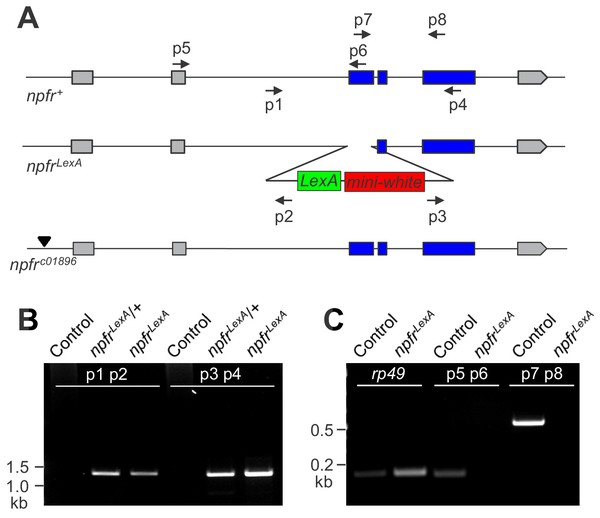 A
p7 p8
p5 p6
npfr+
p1 p4
npfrLexA
LexA mini-white
p2 p3
npfrc01896
B
Control npfrLexA/+ npfrLexA Control npfrLexA/+ npfrLexA
p1 p2 p3 p4
1.5
1.0
kb
C
Control npfrLexA Control npfrLexA Control npfrLexA
rp49 p5 p6 p7 p8
0.5
0.2
kb